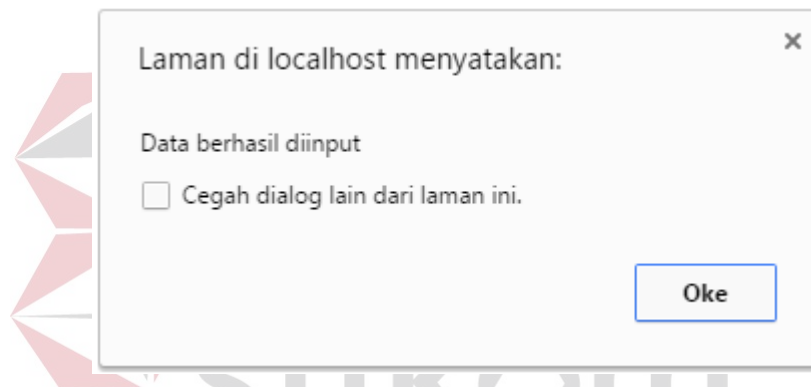 Laman di localhost menyatakan:
Data berhasil diinput
Cegah dialog lain dari laman ini.
Oke